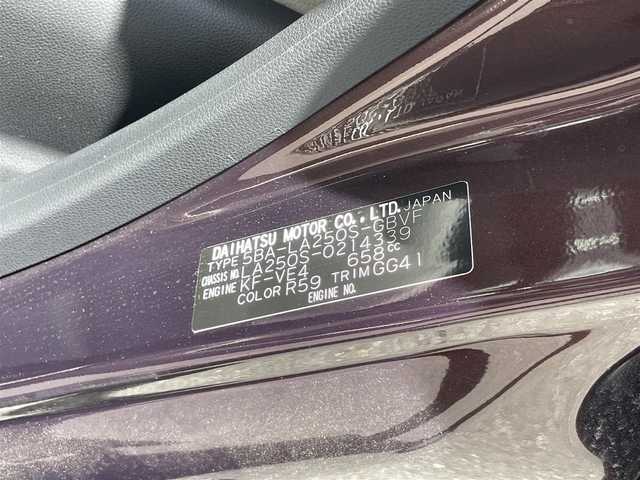 DAIHATSU MOTOR CO.,LTD.JAPAN
TYPE 5BA-LA250S-GBVF
CHASSIS NO. LA250S-0214339
ENGINE KF-VE4 658cc
COLOR R59 TRIM GG41
ENGINE NO.